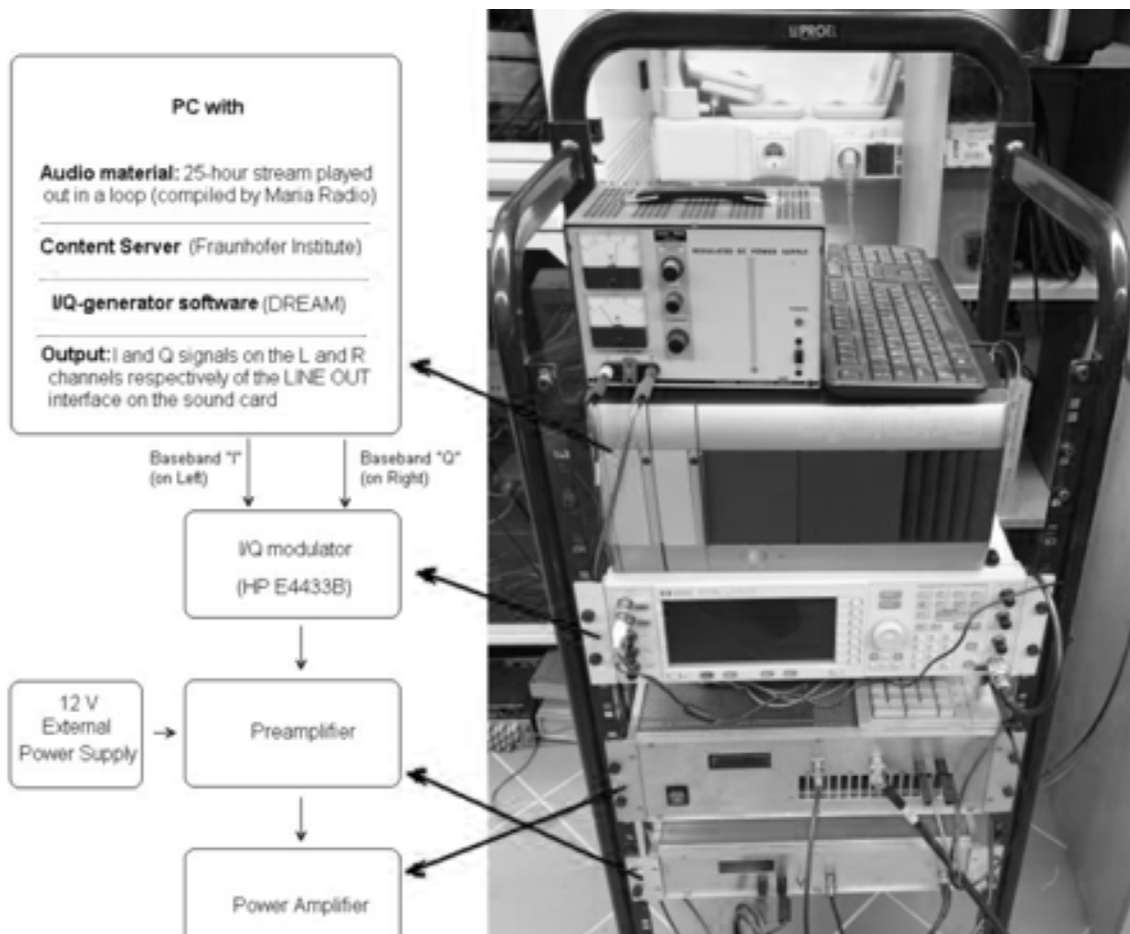 PC with
Audio material: 25-hour stream played
out in a loop (compiled by Maria Radio)
Content Server (Fraunhofer Institute)
I/Q-generator software (DREAM)
Output: I and Q signals on the L and R
channels respectively of the LINE OUT
interface on the sound card
Baseband "I"
(on Left)
Baseband "Q"
(on Right)
I/Q modulator
(HP E4433B)
12 V
External
Power Supply
Preamplifier
Power Amplifier
PROEL
REGULATED DC POWER SUPPLY